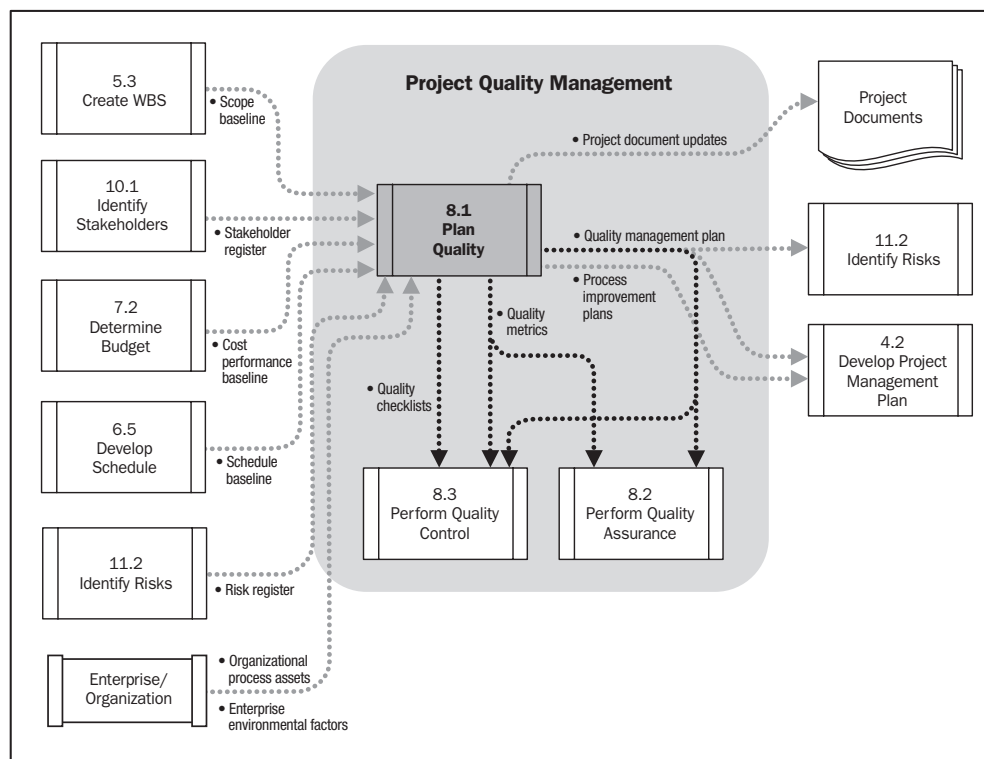 Project Quality Management
5.3
Create WBS
• Scope
baseline
10.1
Identify
Stakeholders
• Stakeholder
register
7.2
Determine
Budget
• Cost
performance
baseline
6.5
Develop
Schedule
• Schedule
baseline
11.2
Identify Risks
• Risk register
Enterprise/
Organization
• Organizational
process assets
• Enterprise
environmental factors
8.1
Plan
Quality
• Project document updates
• Quality management plan
• Process
improvement
plans
• Quality
metrics
• Quality
checklists
8.3
Perform Quality
Control
8.2
Perform Quality
Assurance
Project
Documents
11.2
Identify Risks
4.2
Develop Project
Management
Plan